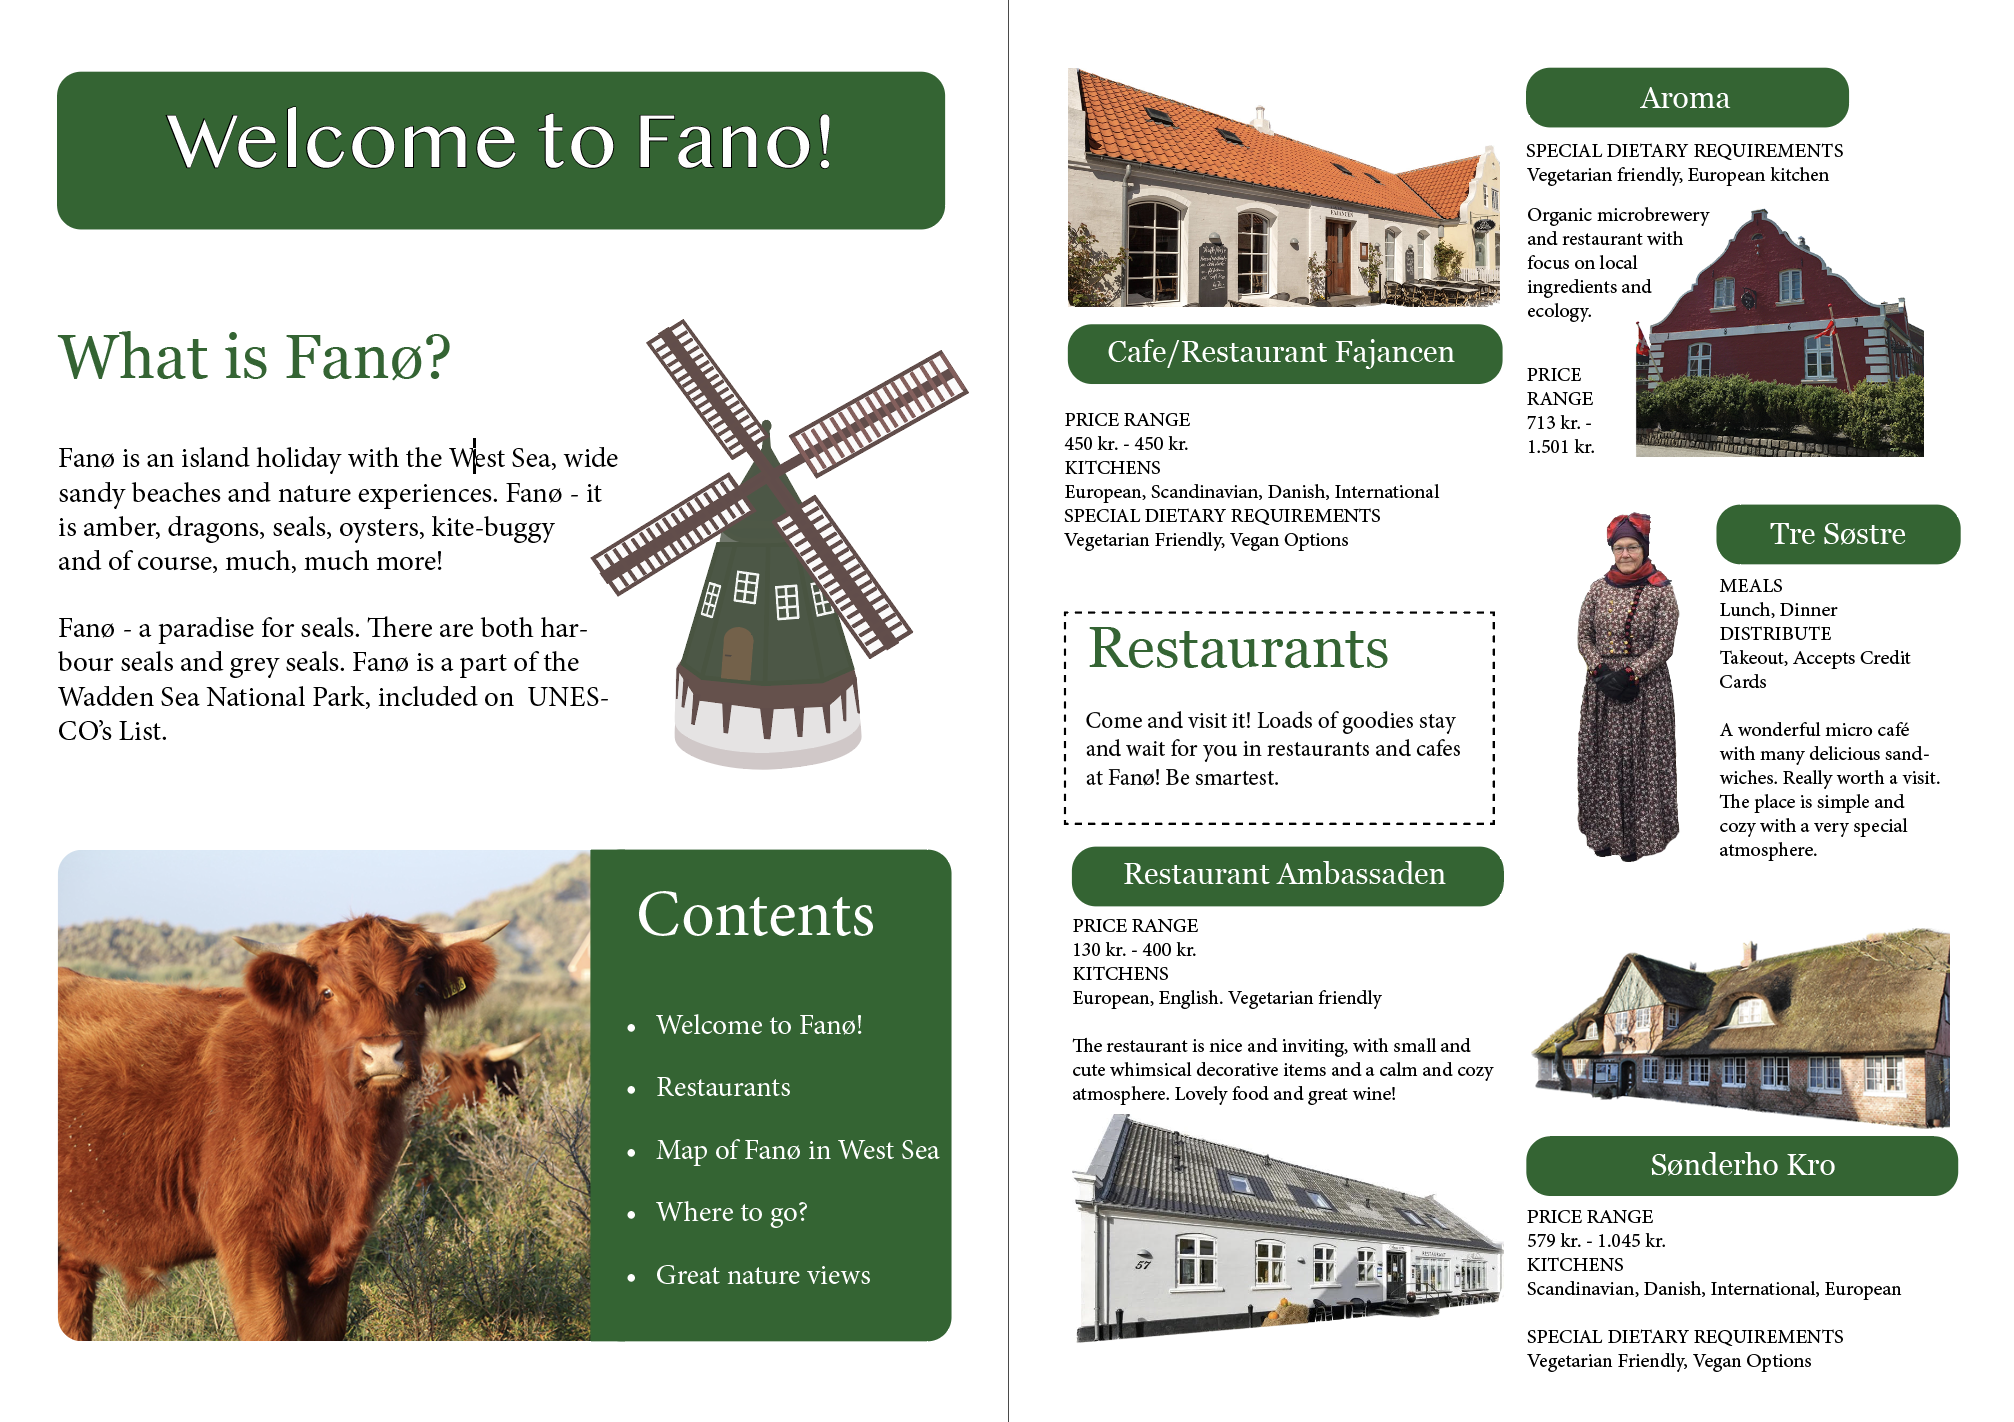 Welcome to Fano!
What is Fanø?
Fanø is an island holiday with the West Sea, wide
sandy beaches and nature experiences. Fanø - it
is amber, dragons, seals, oysters, kite-buggy
and of course, much, much more!
Fanø - a paradise for seals. There are both har-
bour seals and grey seals. Fanø is a part of the
Wadden Sea National Park, included on UNES-
CO's List.
Contents
• Welcome to Fanø!
• Restaurants
• Map of Fanø in West Sea
• Where to go?
• Great nature views
FAJANCEN
Cafe/Restaurant Fajancen
PRICE RANGE
450 kr. - 450 kr.
KITCHENS
European, Scandinavian, Danish, International
SPECIAL DIETARY REQUIREMENTS
Vegetarian Friendly, Vegan Options
Restaurants
Come and visit it! Loads of goodies stay
and wait for you in restaurants and cafes
at Fanø! Be smartest.
Restaurant Ambassaden
PRICE RANGE
130 kr. - 400 kr.
KITCHENS
European, English. Vegetarian friendly
The restaurant is nice and inviting, with small and
cute whimsical decorative items and a calm and cozy
atmosphere. Lovely food and great wine!
57
RESTAURANT
Aroma
SPECIAL DIETARY REQUIREMENTS
Vegetarian friendly, European kitchen
Organic microbrewery
and restaurant with
focus on local
ingredients and
ecology.
PRICE
RANGE
713 kr. -
1.501 kr.
8 6 9
Tre Søstre
MEALS
Lunch, Dinner
DISTRIBUTE
Takeout, Accepts Credit
Cards
A wonderful micro café
with many delicious sand-
wiches. Really worth a visit.
The place is simple and
cozy with a very special
atmosphere.
Sønderho Kro
PRICE RANGE
579 kr. - 1.045 kr.
KITCHENS
Scandinavian, Danish, International, European
SPECIAL DIETARY REQUIREMENTS
Vegetarian Friendly, Vegan Options